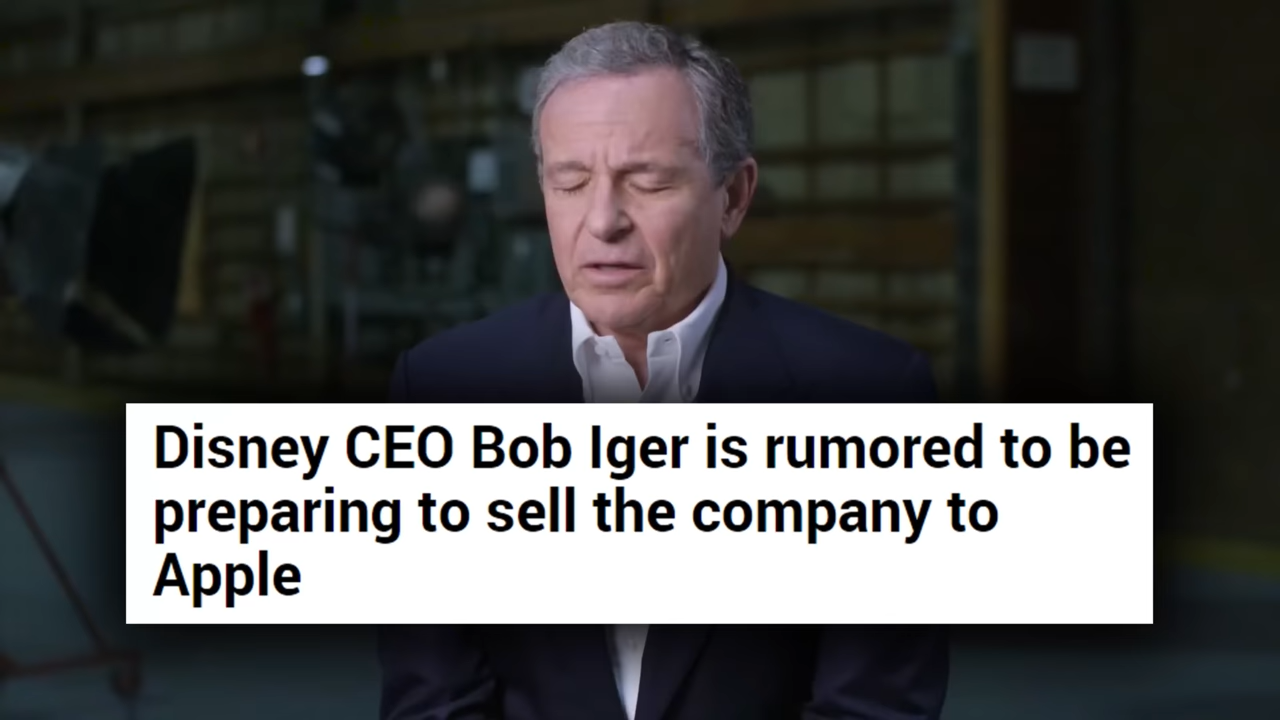 Disney CEO Bob Iger is rumored to be
preparing to sell the company to
Apple